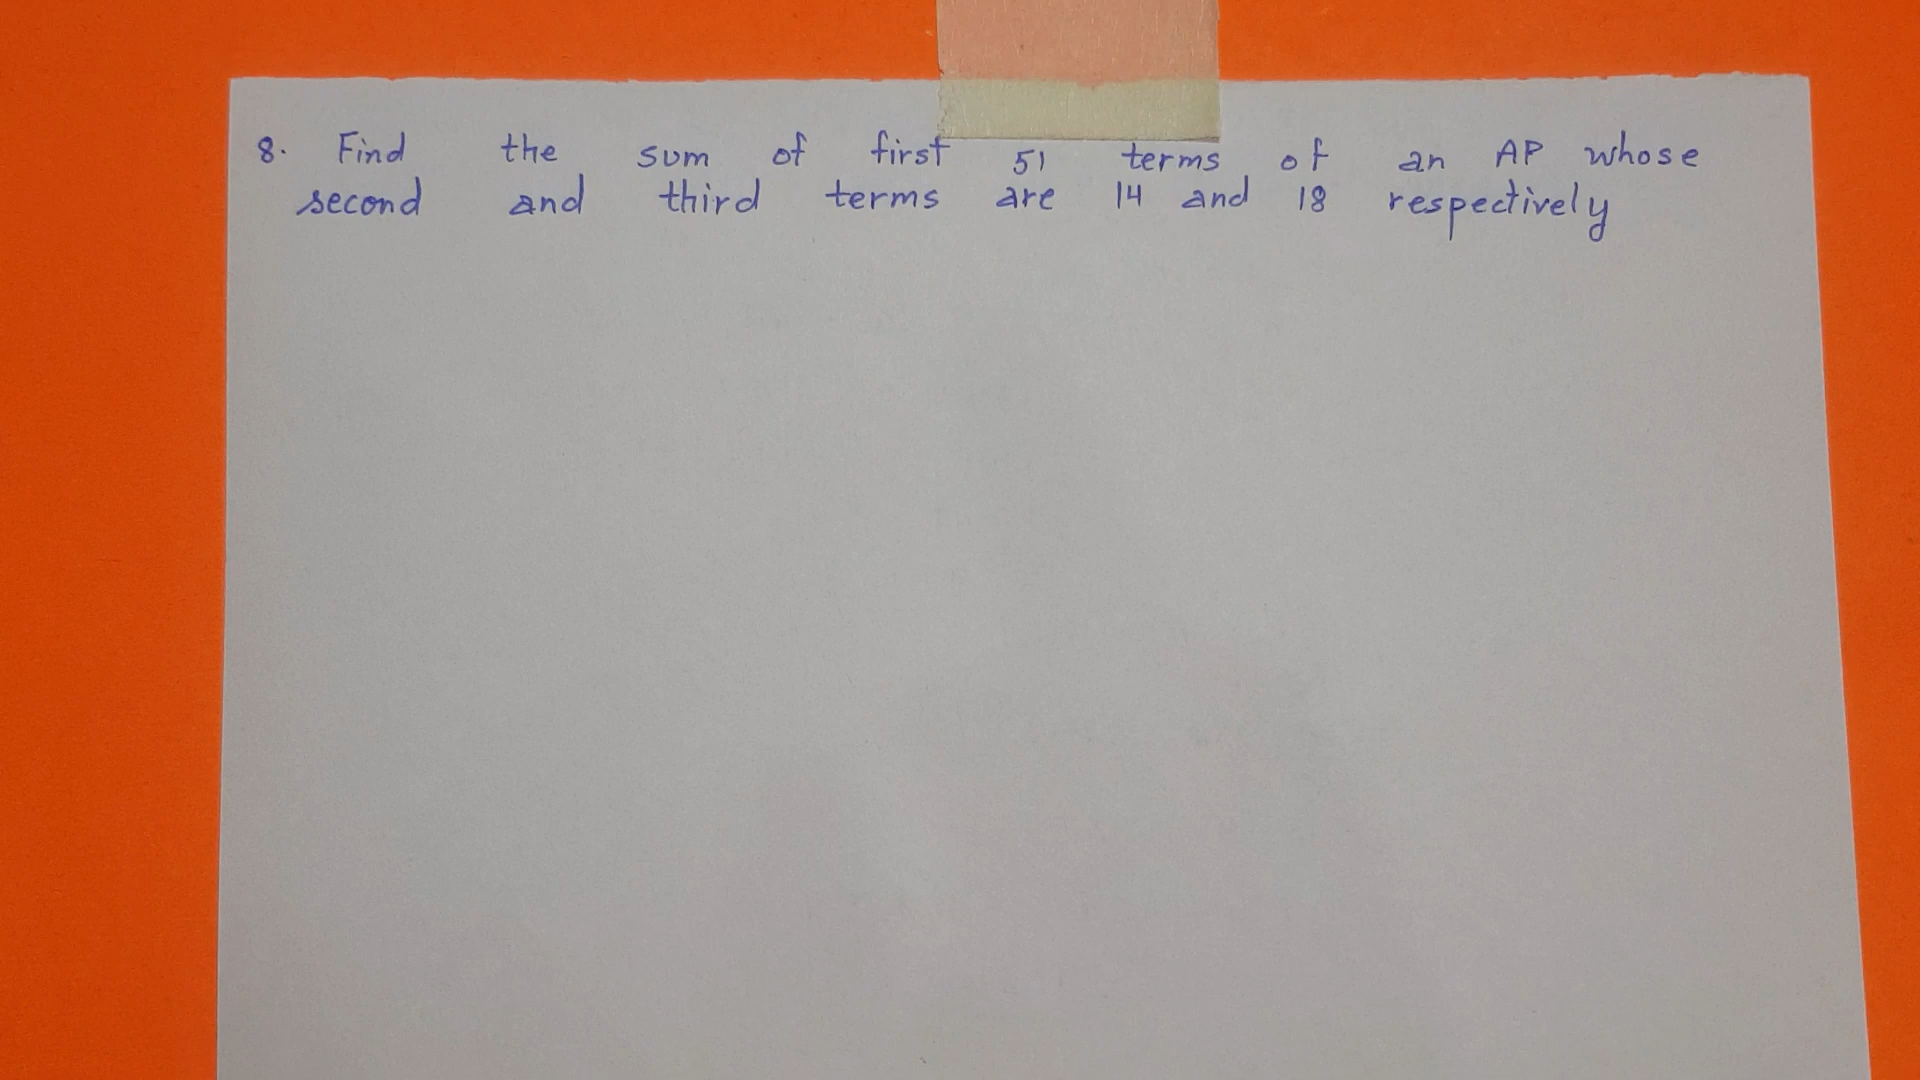 8. Find the sum of first 51 terms of an AP whose
second and third terms are 14 and 18 respectively